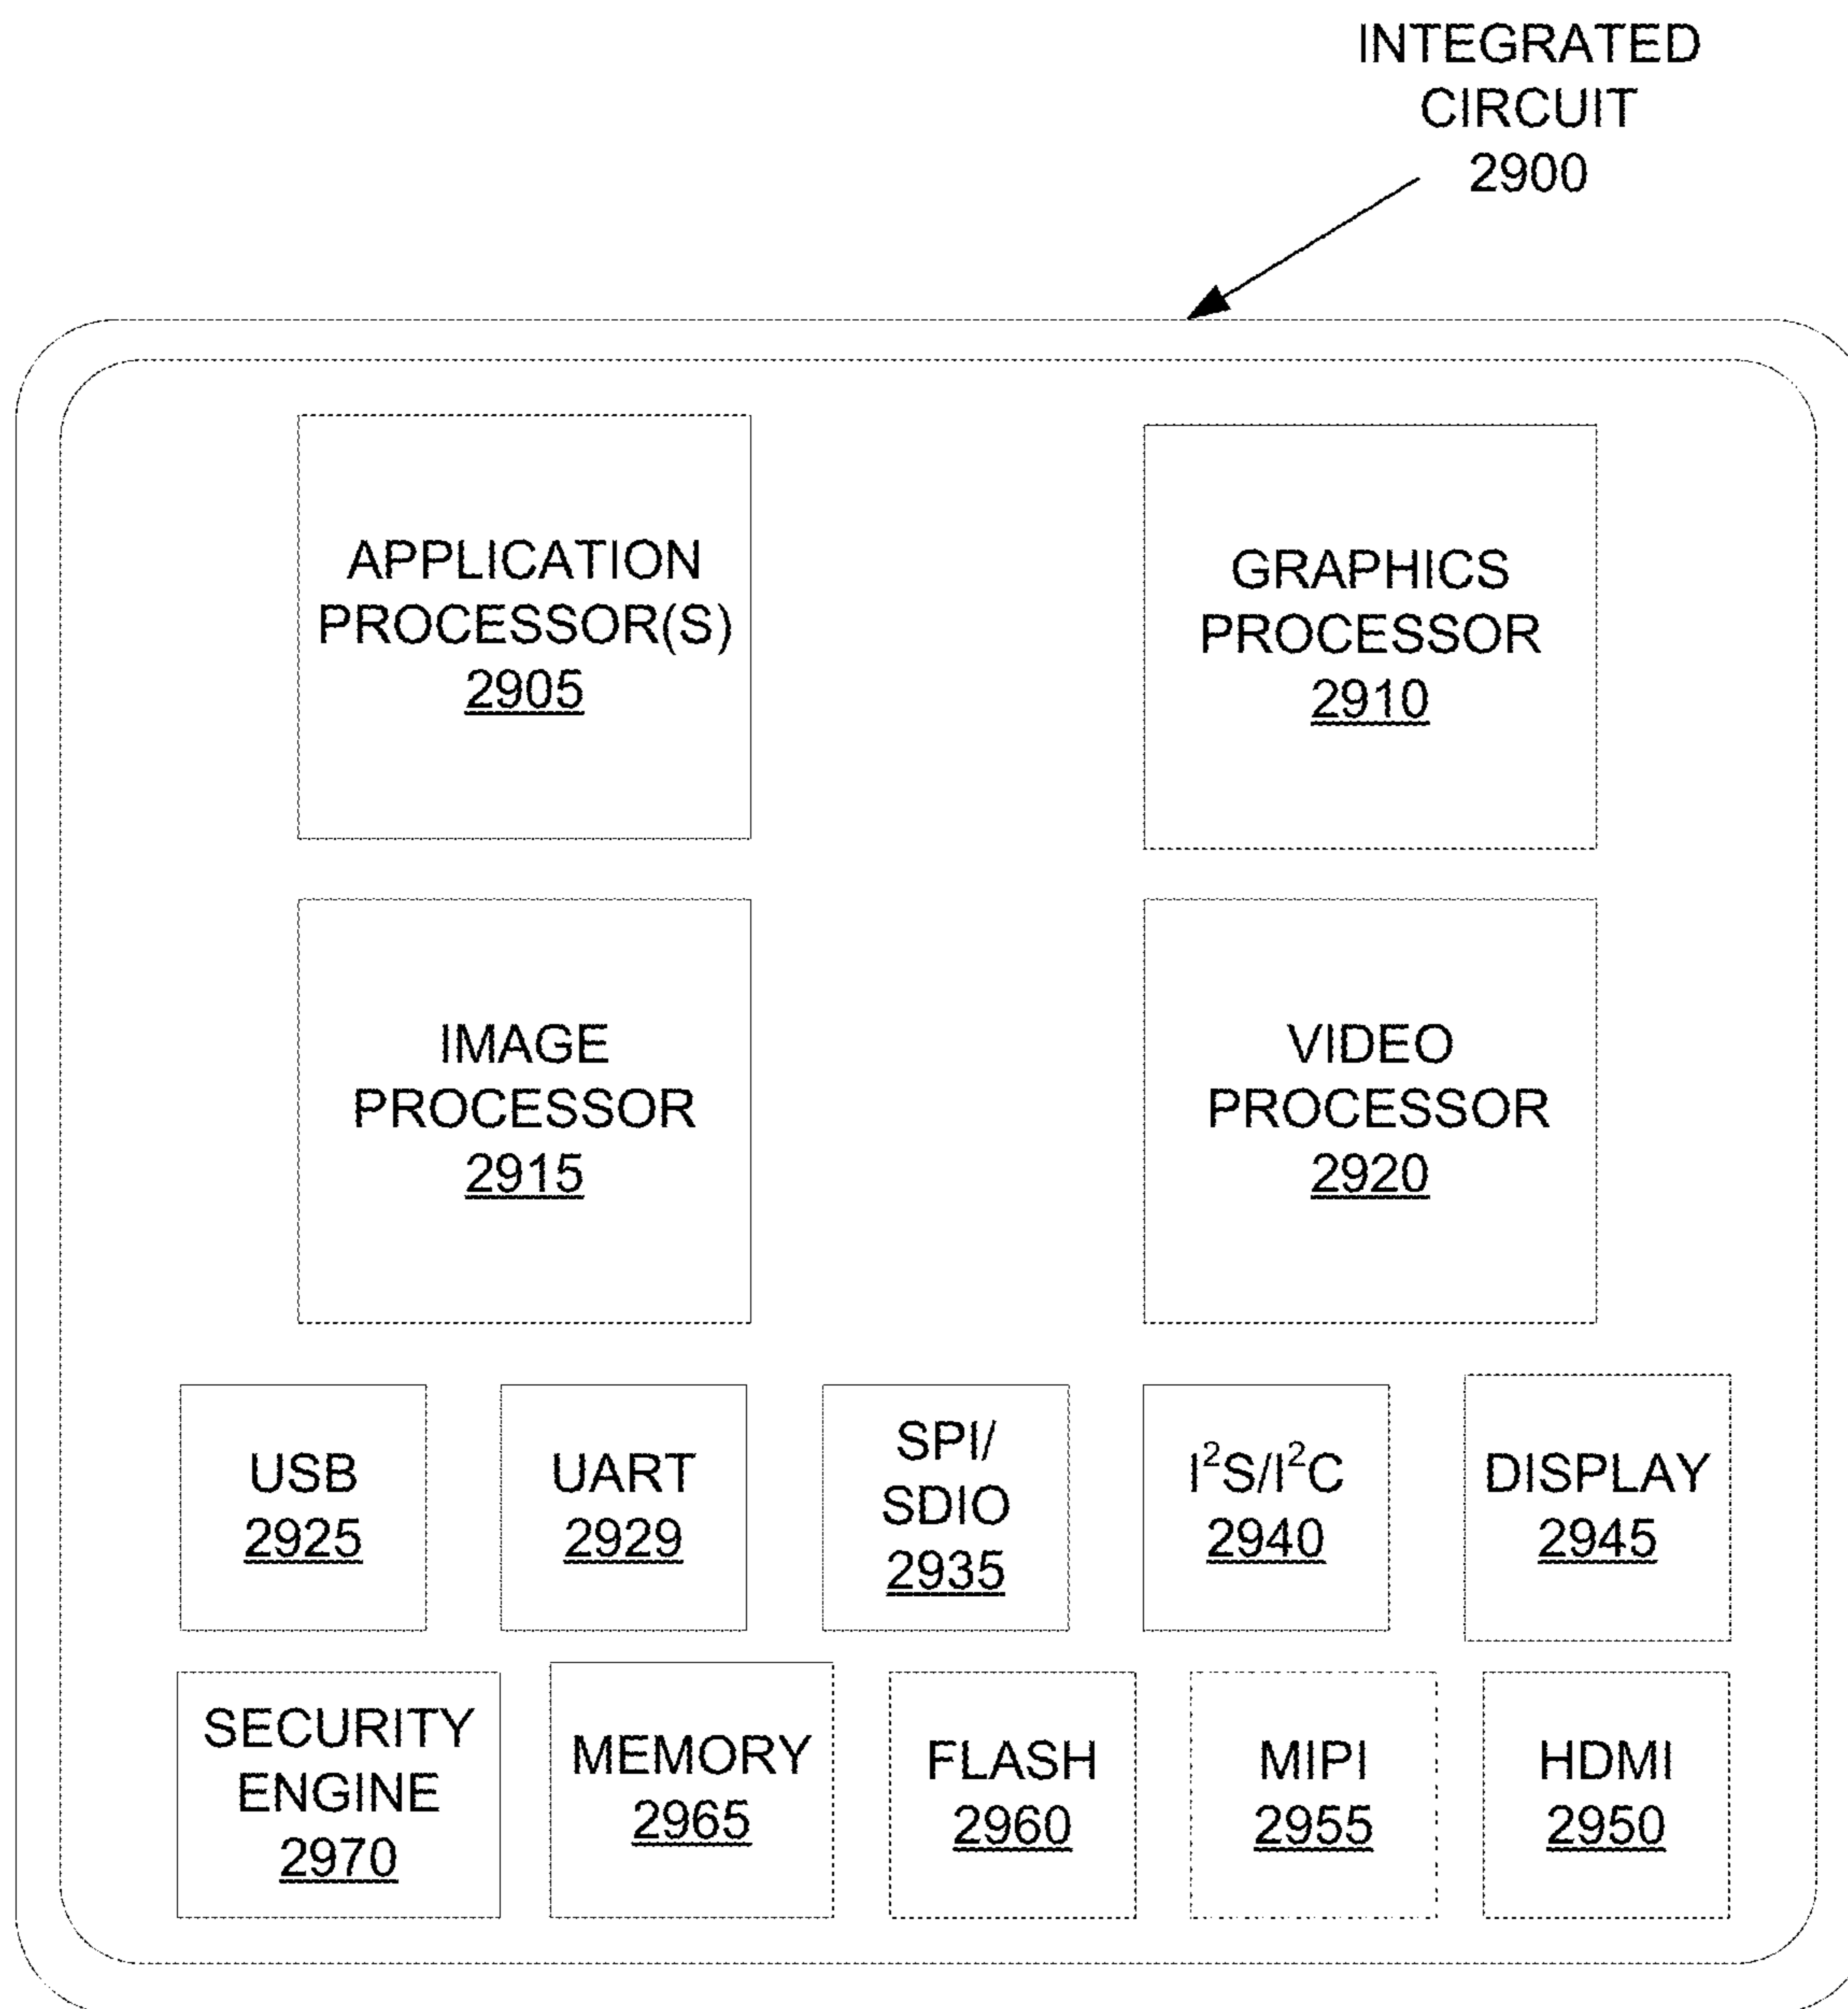 INTEGRATED
CIRCUIT
2900
APPLICATION
PROCESSOR(S)
2905
GRAPHICS
PROCESSOR
2910
IMAGE
PROCESSOR
2915
VIDEO
PROCESSOR
2920
USB
2925
UART
2929
SPI/
SDIO
2935
I²S/I²C
2940
DISPLAY
2945
SECURITY
ENGINE
2970
MEMORY
2965
FLASH
2960
MIPI
2955
HDMI
2950